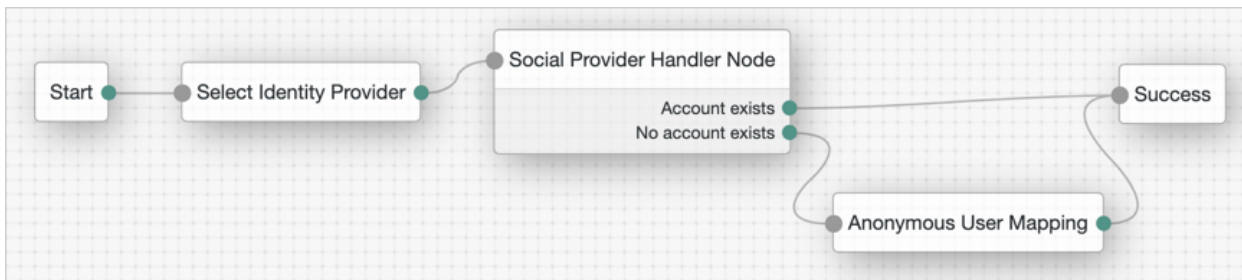 Start
Select Identity Provider
Social Provider Handler Node
Account exists
No account exists
Success
Anonymous User Mapping